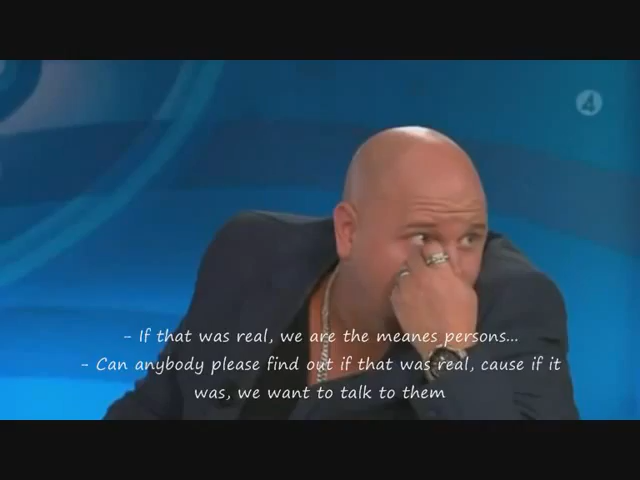 4
- If that was real, we are the meanes persons...
- Can anybody please find out if that was real, cause if it
was, we want to talk to them